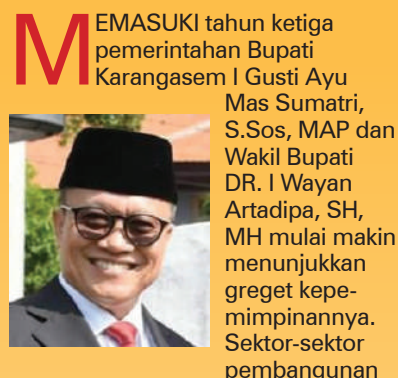 MEMASUKI tahun ketiga
pemerintahan Bupati
Karangasem I Gusti Ayu
Mas Sumatri,
S.Sos, MAP dan
Wakil Bupati
DR. I Wayan
Artadipa, SH,
MH mulai makin
menunjukkan
greget kepe-
mimpinannya.
Sektor-sektor
pembangunan